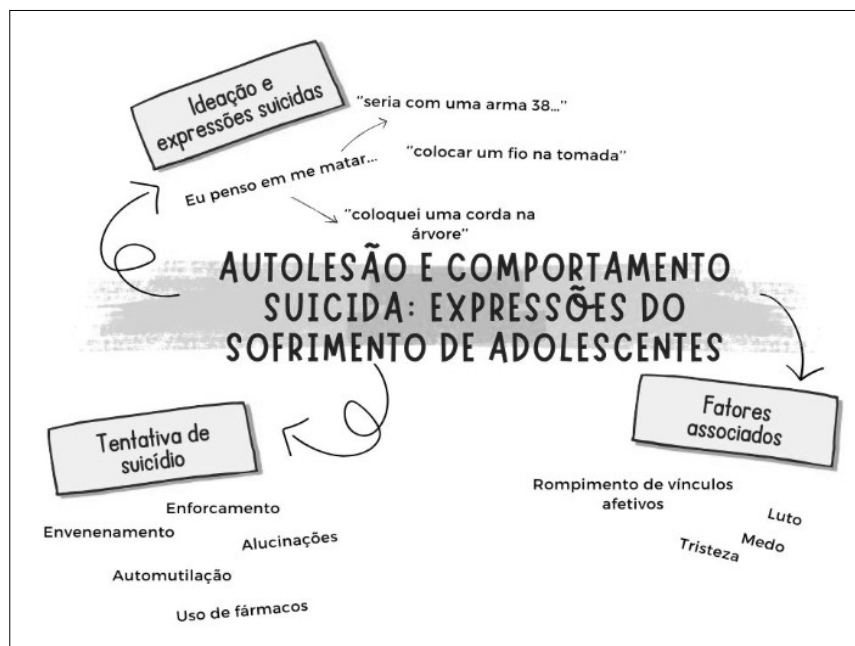 Ideação e
expressões suicidas
"seria com uma arma 38..."
"colocar um fio na tomada"
Eu penso em me matar...
"coloquei uma corda na
árvore"
AUTOLESÃO E COMPORTAMENTO
SUICIDA: EXPRESSÕES DO
SOFRIMENTO DE ADOLESCENTES
Tentativa de
suicídio
Enforcamento
Envenenamento
Alucinações
Automutilação
Uso de fármacos
Fatores
associados
Rompimento de vínculos
afetivos
Luto
Medo
Tristeza